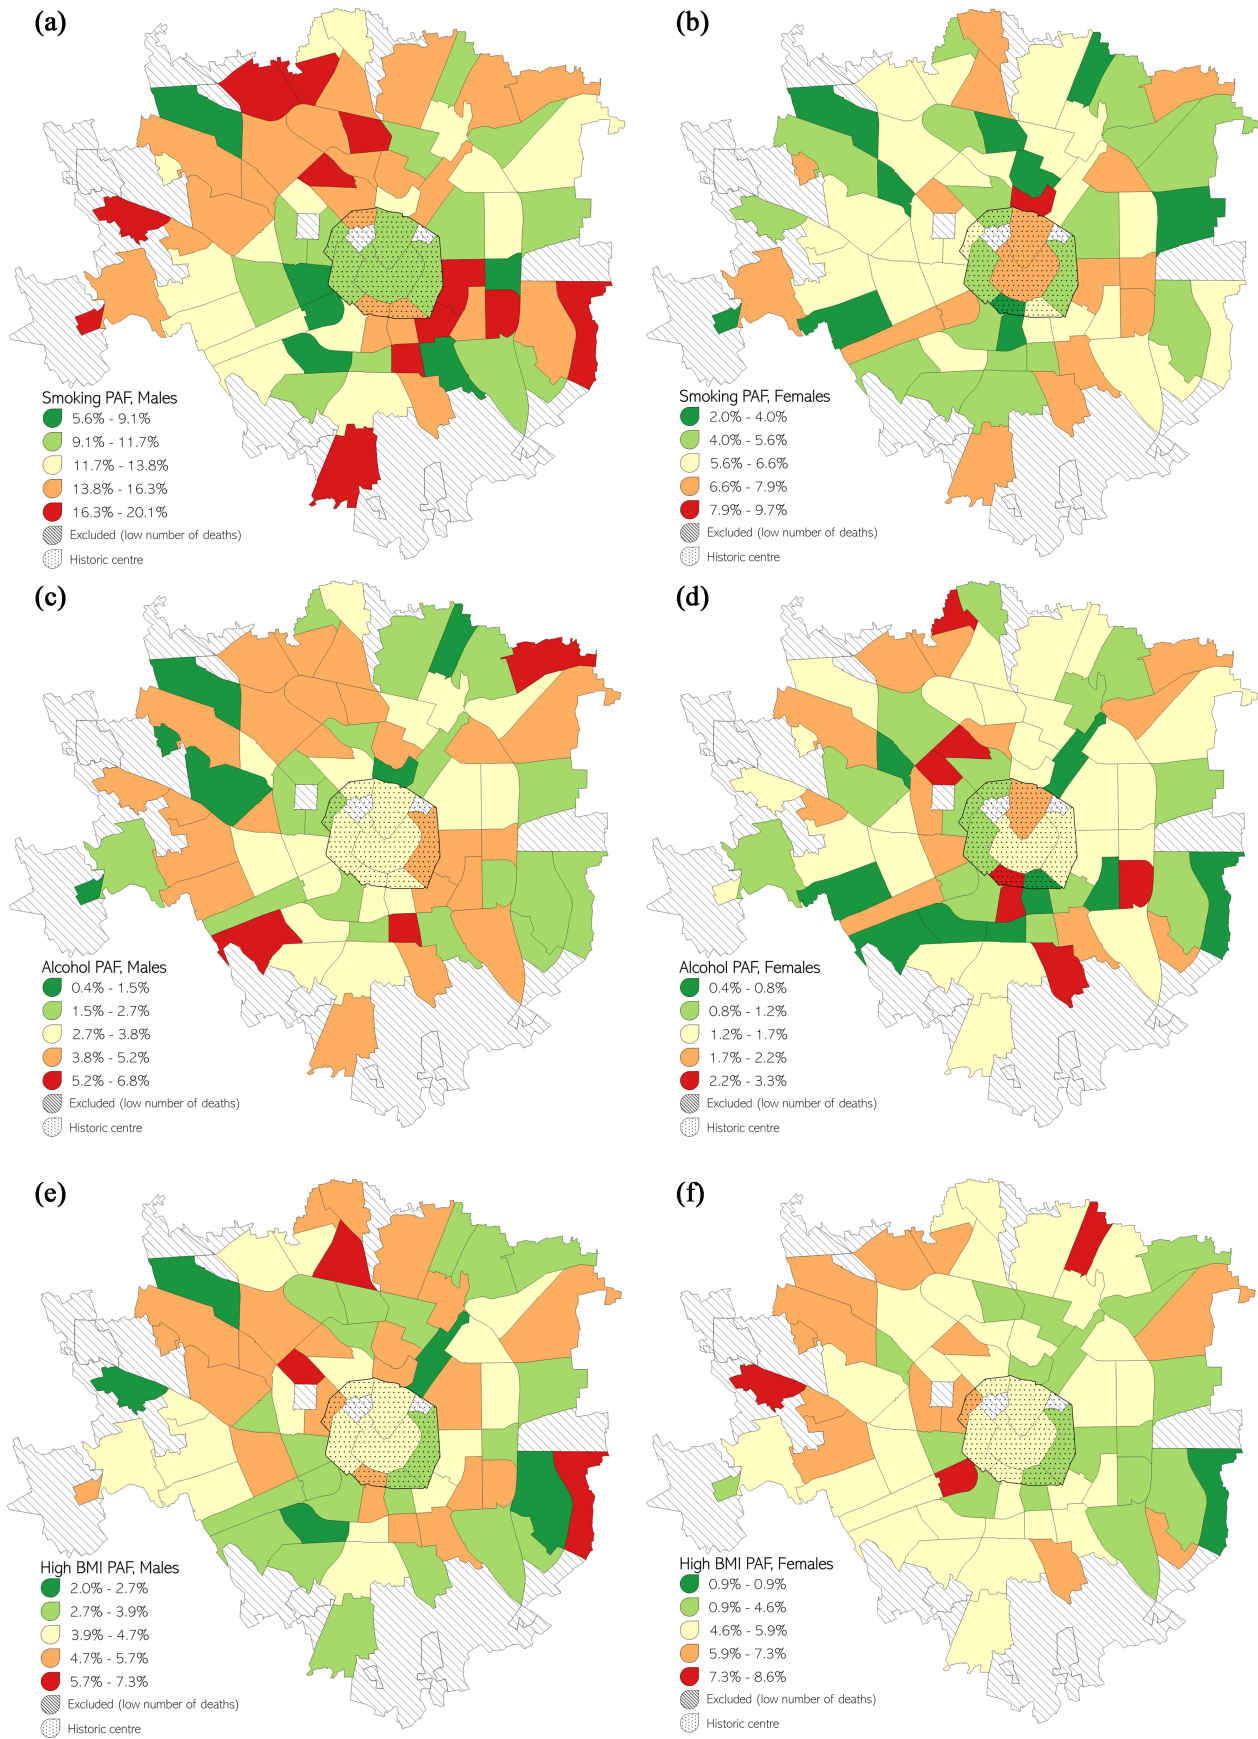 (a)
Smoking PAF, Males
5.6% - 9.1%
9.1% - 11.7%
11.7% - 13.8%
13.8% - 16.3%
16.3% - 20.1%
Excluded (low number of deaths)
Historic centre
(b)
Smoking PAF, Females
2.0% - 4.0%
4.0% - 5.6%
5.6% - 6.6%
6.6% - 7.9%
7.9% - 9.7%
Excluded (low number of deaths)
Historic centre
(c)
Alcohol PAF, Males
0.4% - 1.5%
1.5% - 2.7%
2.7% - 3.8%
3.8% - 5.2%
5.2% - 6.8%
Excluded (low number of deaths)
Historic centre
(d)
Alcohol PAF, Females
0.4% - 0.8%
0.8% - 1.2%
1.2% - 1.7%
1.7% - 2.2%
2.2% - 3.3%
Excluded (low number of deaths)
Historic centre
(e)
High BMI PAF, Males
2.0% - 2.7%
2.7% - 3.9%
3.9% - 4.7%
4.7% - 5.7%
5.7% - 7.3%
Excluded (low number of deaths)
Historic centre
(f)
High BMI PAF, Females
0.9% - 0.9%
0.9% - 4.6%
4.6% - 5.9%
5.9% - 7.3%
7.3% - 8.6%
Excluded (low number of deaths)
Historic centre